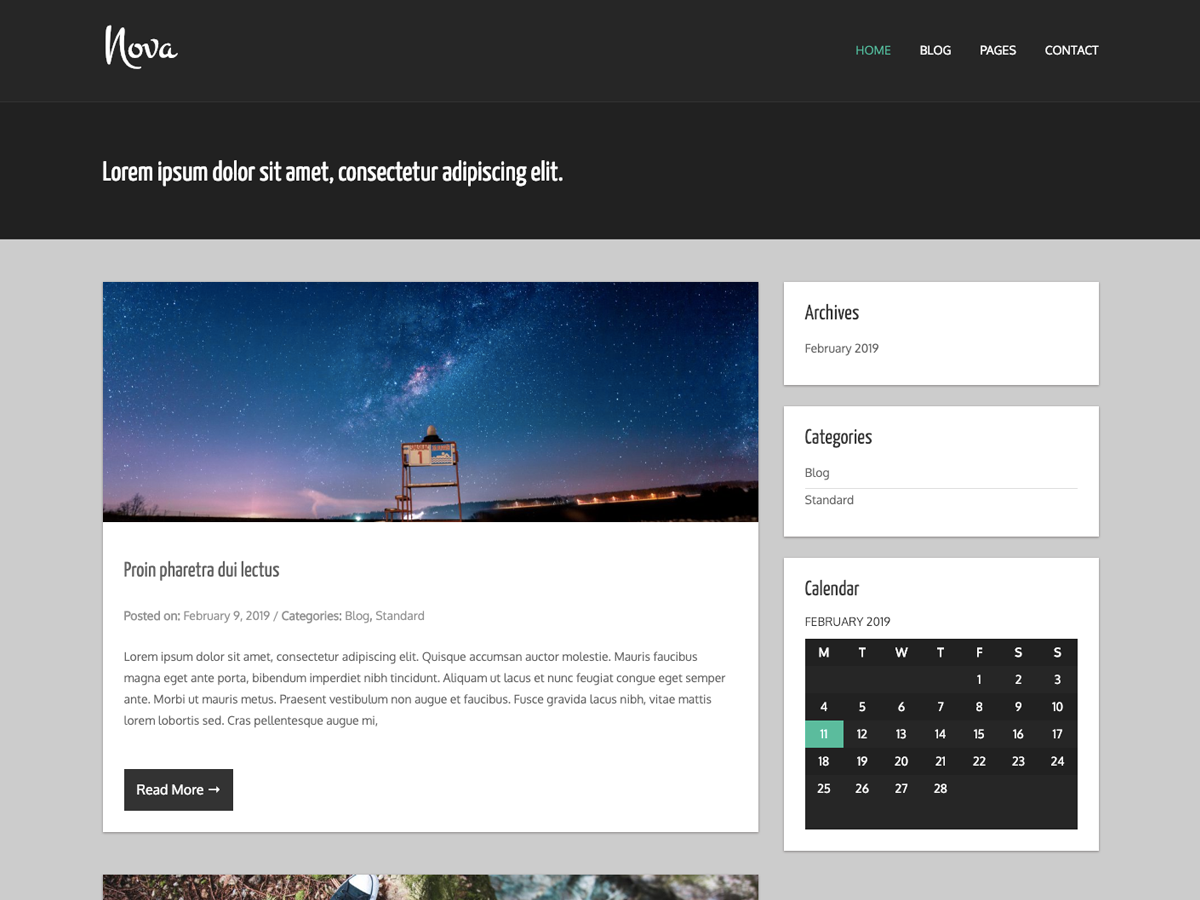 Nova
HOME BLOG PAGES CONTACT
Lorem ipsum dolor sit amet, consectetur adipiscing elit.
1
Proin pharetra dui lectus
Posted on: February 9, 2019 / Categories: Blog, Standard
Lorem ipsum dolor sit amet, consectetur adipiscing elit. Quisque accumsan auctor molestie. Mauris faucibus
magna eget ante porta, bibendum imperdiet nibh tincidunt. Aliquam ut lacus et nunc feugiat congue eget semper
ante. Morbi ut mauris metus. Praesent vestibulum non augue et faucibus. Fusce gravida lacus nibh, vitae mattis
lorem lobortis sed. Cras pellentesque augue mi,
Read More →
Archives
February 2019
Categories
Blog
Standard
Calendar
FEBRUARY 2019
M T W T F S S
1 2 3
4 5 6 7 8 9 10
11 12 13 14 15 16 17
18 19 20 21 22 23 24
25 26 27 28